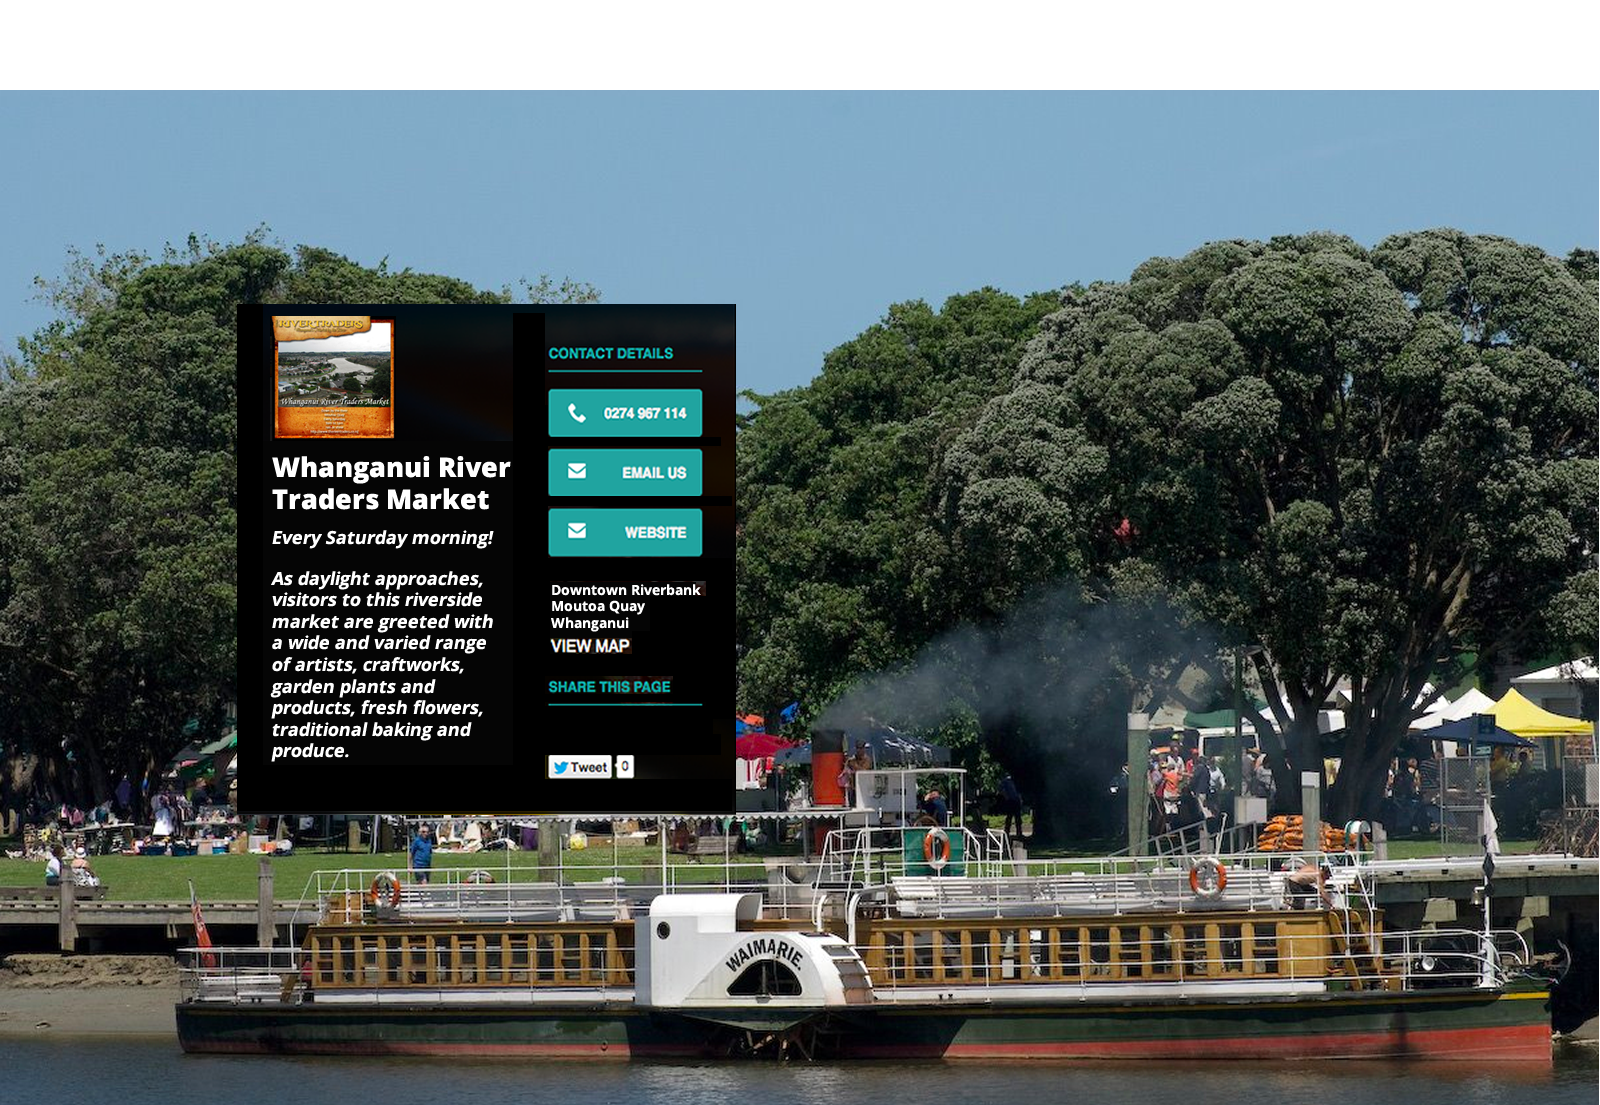 RIVER TRADERS
Whanganui River Traders Market
Whanganui River
Traders Market
Every Saturday morning!
As daylight approaches,
visitors to this riverside
market are greeted with
a wide and varied range
of artists, craftworks,
garden plants and
products, fresh flowers,
traditional baking and
produce.
CONTACT DETAILS
0274 967 114
EMAIL US
WEBSITE
Downtown Riverbank
Moutoa Quay
Whanganui
VIEW MAP
SHARE THIS PAGE
Tweet 0
WAIMARIE.